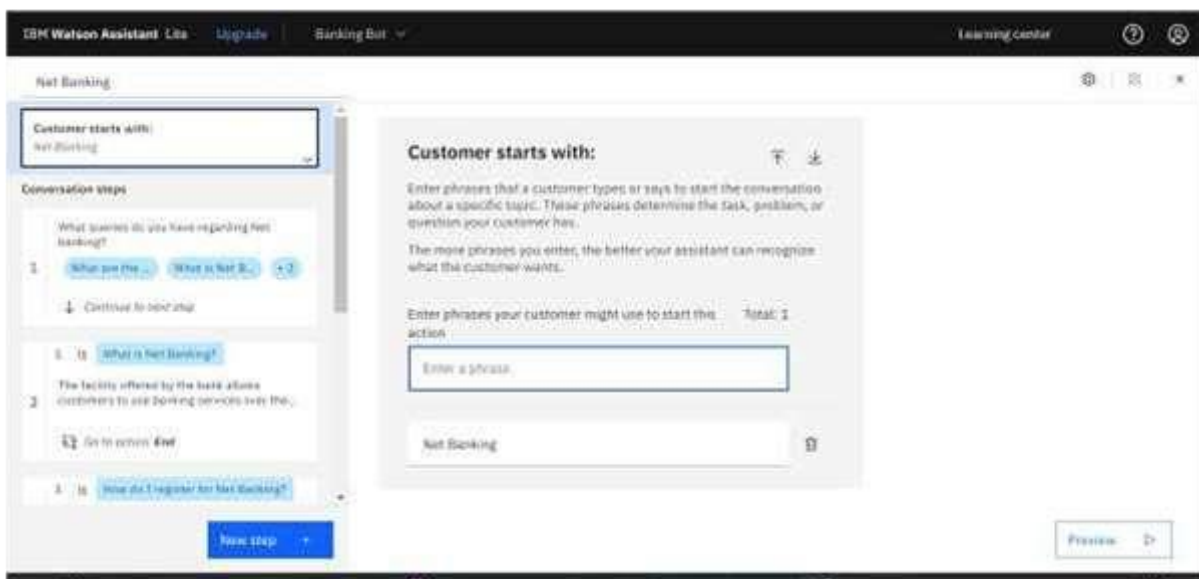 IBM Watson Assistant Lite Upgrade Banking Bot Learning center
Net Banking
Customer starts with:
Net Banking
Conversation steps
What queries do you have regarding Net
banking?
1 What are the ... What is Net B... + 2
Continue to next step
1 is What is Net Banking?
The facility offered by the bank allows
2 customers to use banking services over the...
Go to action: End
1 is How do I register for Net Banking?
New step +
Customer starts with:
Enter phrases that a customer types or says to start the conversation
about a specific topic. These phrases determine the task, problem, or
question your customer has.
The more phrases you enter, the better your assistant can recognize
what the customer wants.
Enter phrases your customer might use to start this Total: 1
action
Enter a phrase
Net Banking
Preview